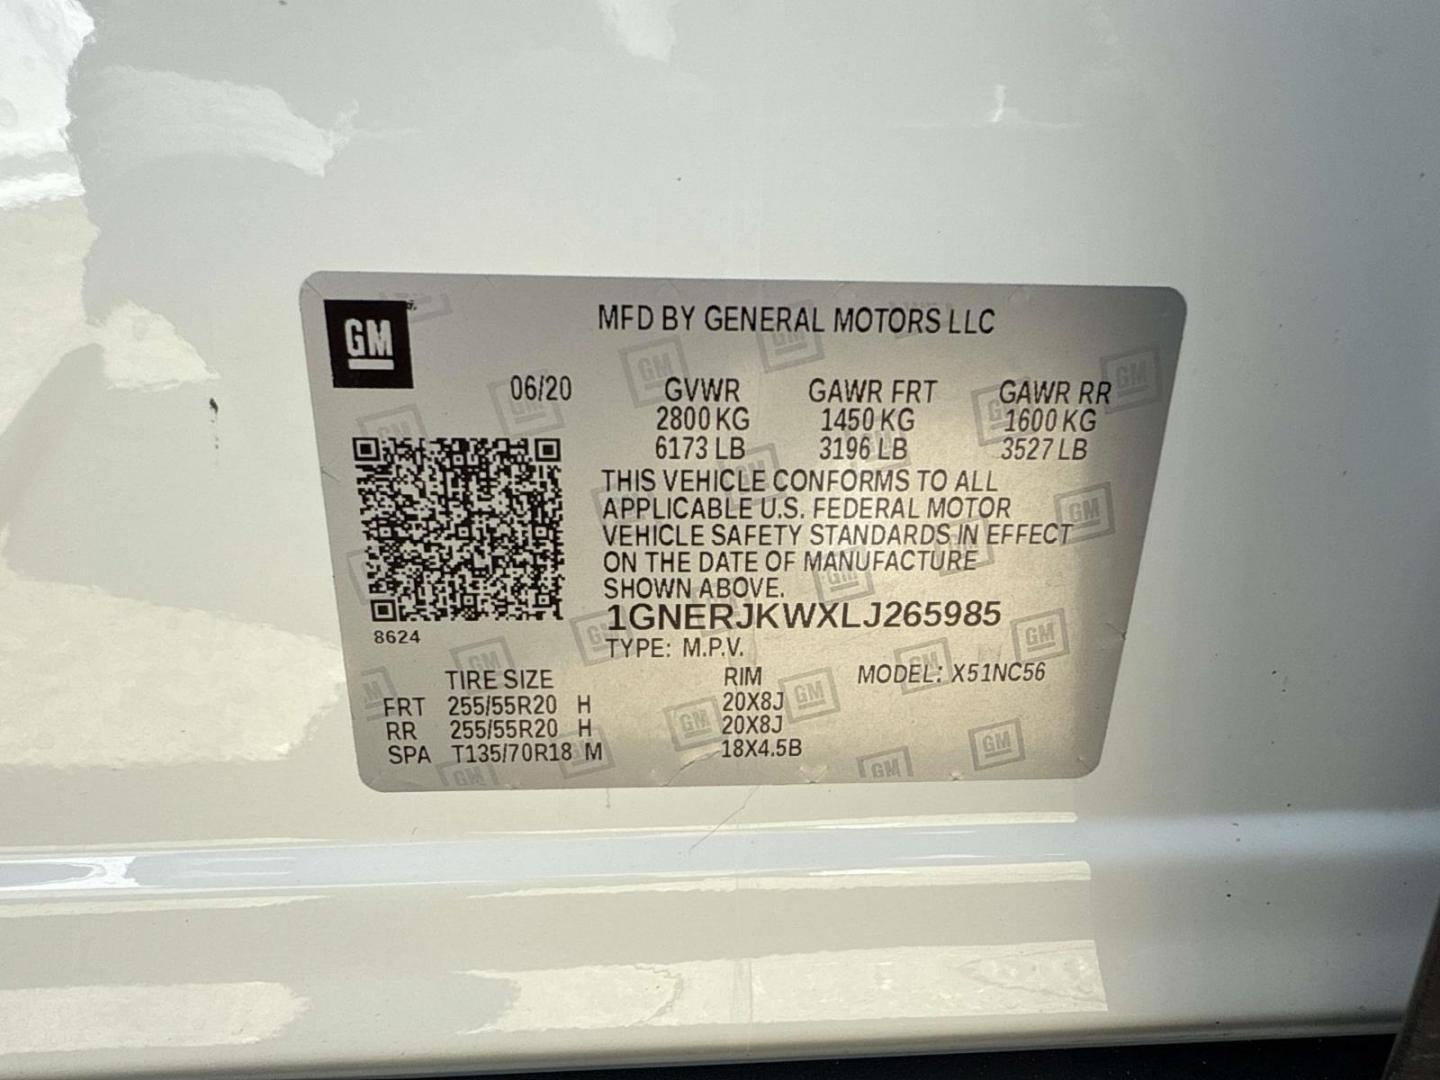 GM
MFD BY GENERAL MOTORS LLC
06/20 GVWR GAWR FRT GAWR RR
2800 KG 1450 KG 1600 KG
6173 LB 3196 LB 3527 LB
THIS VEHICLE CONFORMS TO ALL
APPLICABLE U.S. FEDERAL MOTOR
VEHICLE SAFETY STANDARDS IN EFFECT
ON THE DATE OF MANUFACTURE
SHOWN ABOVE.
1GNERJKWXLJ265985
8624
TYPE: M.P.V.
TIRE SIZE RIM MODEL: X51NC56
FRT 255/55R20 H 20X8J
RR 255/55R20 H 20X8J
SPA T135/70R18 M 18X4.5B